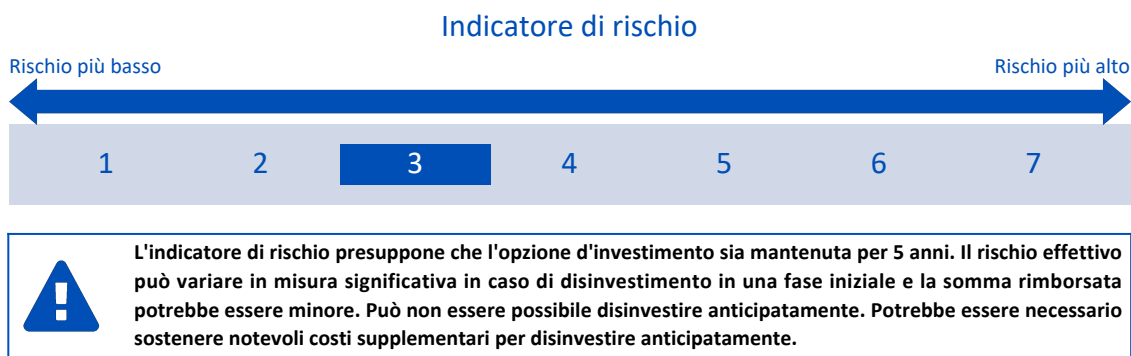 Indicatore di rischio
Rischio più basso Rischio più alto
1 2 3 4 5 6 7
L'indicatore di rischio presuppone che l'opzione d'investimento sia mantenuta per 5 anni. Il rischio effettivo
può variare in misura significativa in caso di disinvestimento in una fase iniziale e la somma rimborsata
potrebbe essere minore. Può non essere possibile disinvestire anticipatamente. Potrebbe essere necessario
sostenere notevoli costi supplementari per disinvestire anticipatamente.